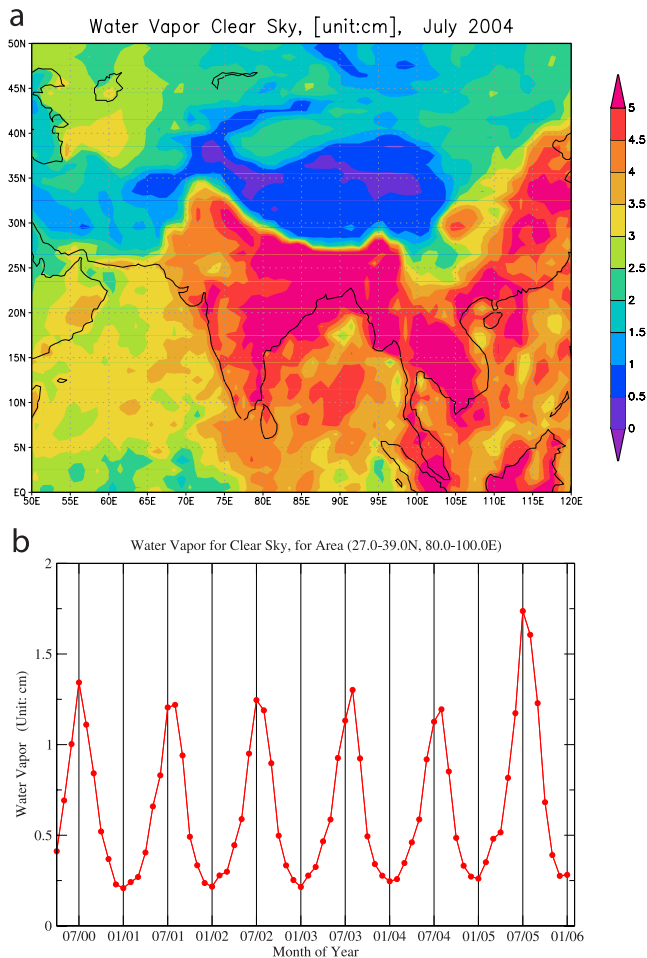 a
Water Vapor Clear Sky, [unit:cm], July 2004
50N
45N
40N
35N
30N
25N
20N
15N
10N
5N
EQ
50E 55E 60E 65E 70E 75E 80E 85E 90E 95E 100E 105E 110E 115E 120E
5
4.5
4
3.5
3
2.5
2
1.5
1
0.5
0
b
Water Vapor for Clear Sky, for Area (27.0-39.0N, 80.0-100.0E)
Water Vapor (Unit: cm)
2
1.5
1
0.5
0
07/00 01/01 07/01 01/02 07/02 01/03 07/03 01/04 07/04 01/05 07/05 01/06
Month of Year